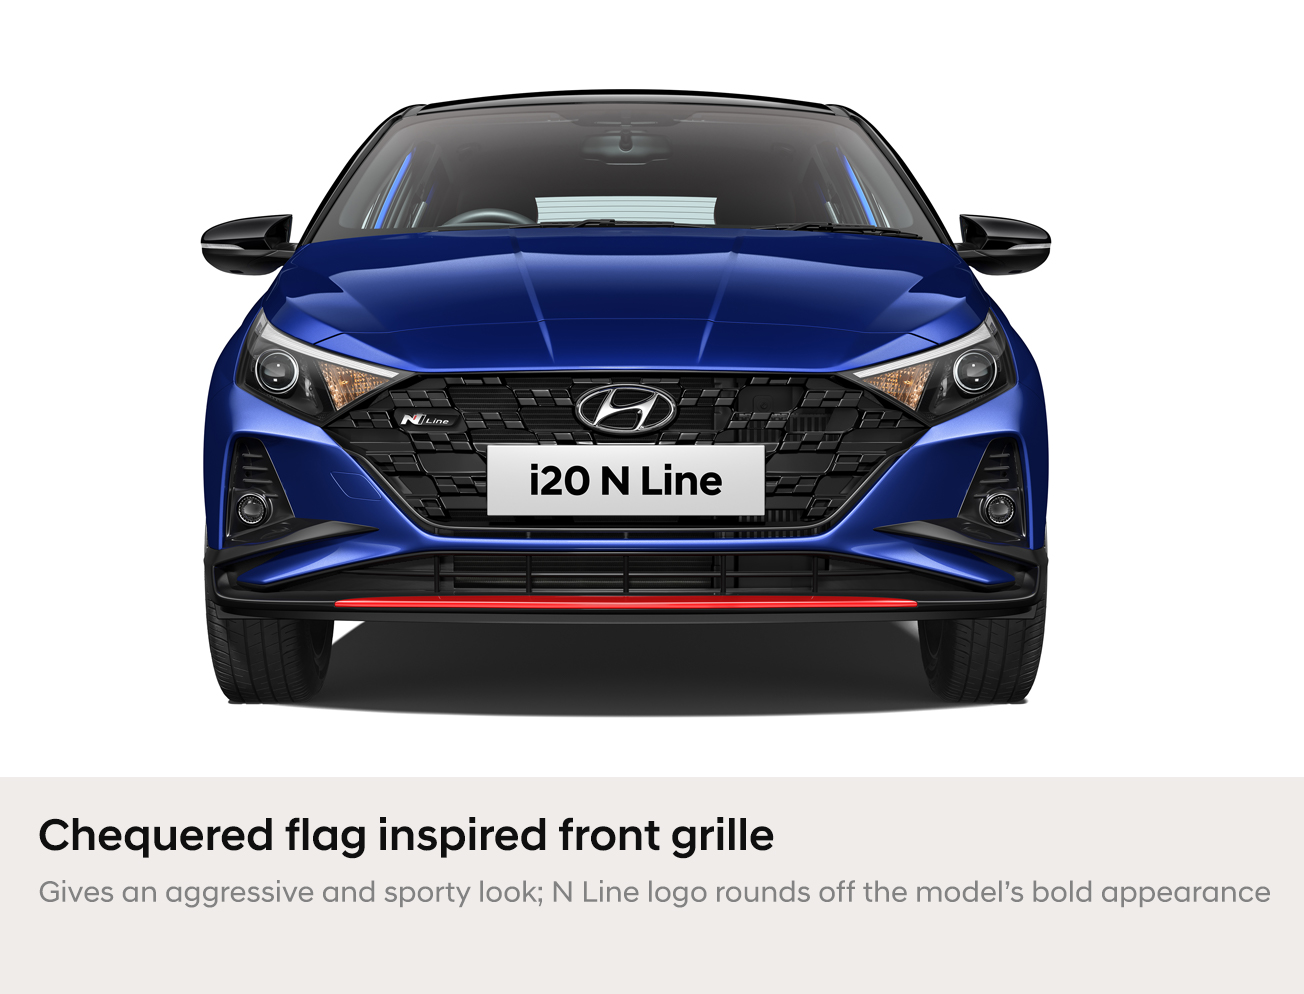 N Line
i20 N Line
Chequered flag inspired front grille
Gives an aggressive and sporty look; N Line logo rounds off the model’s bold appearance